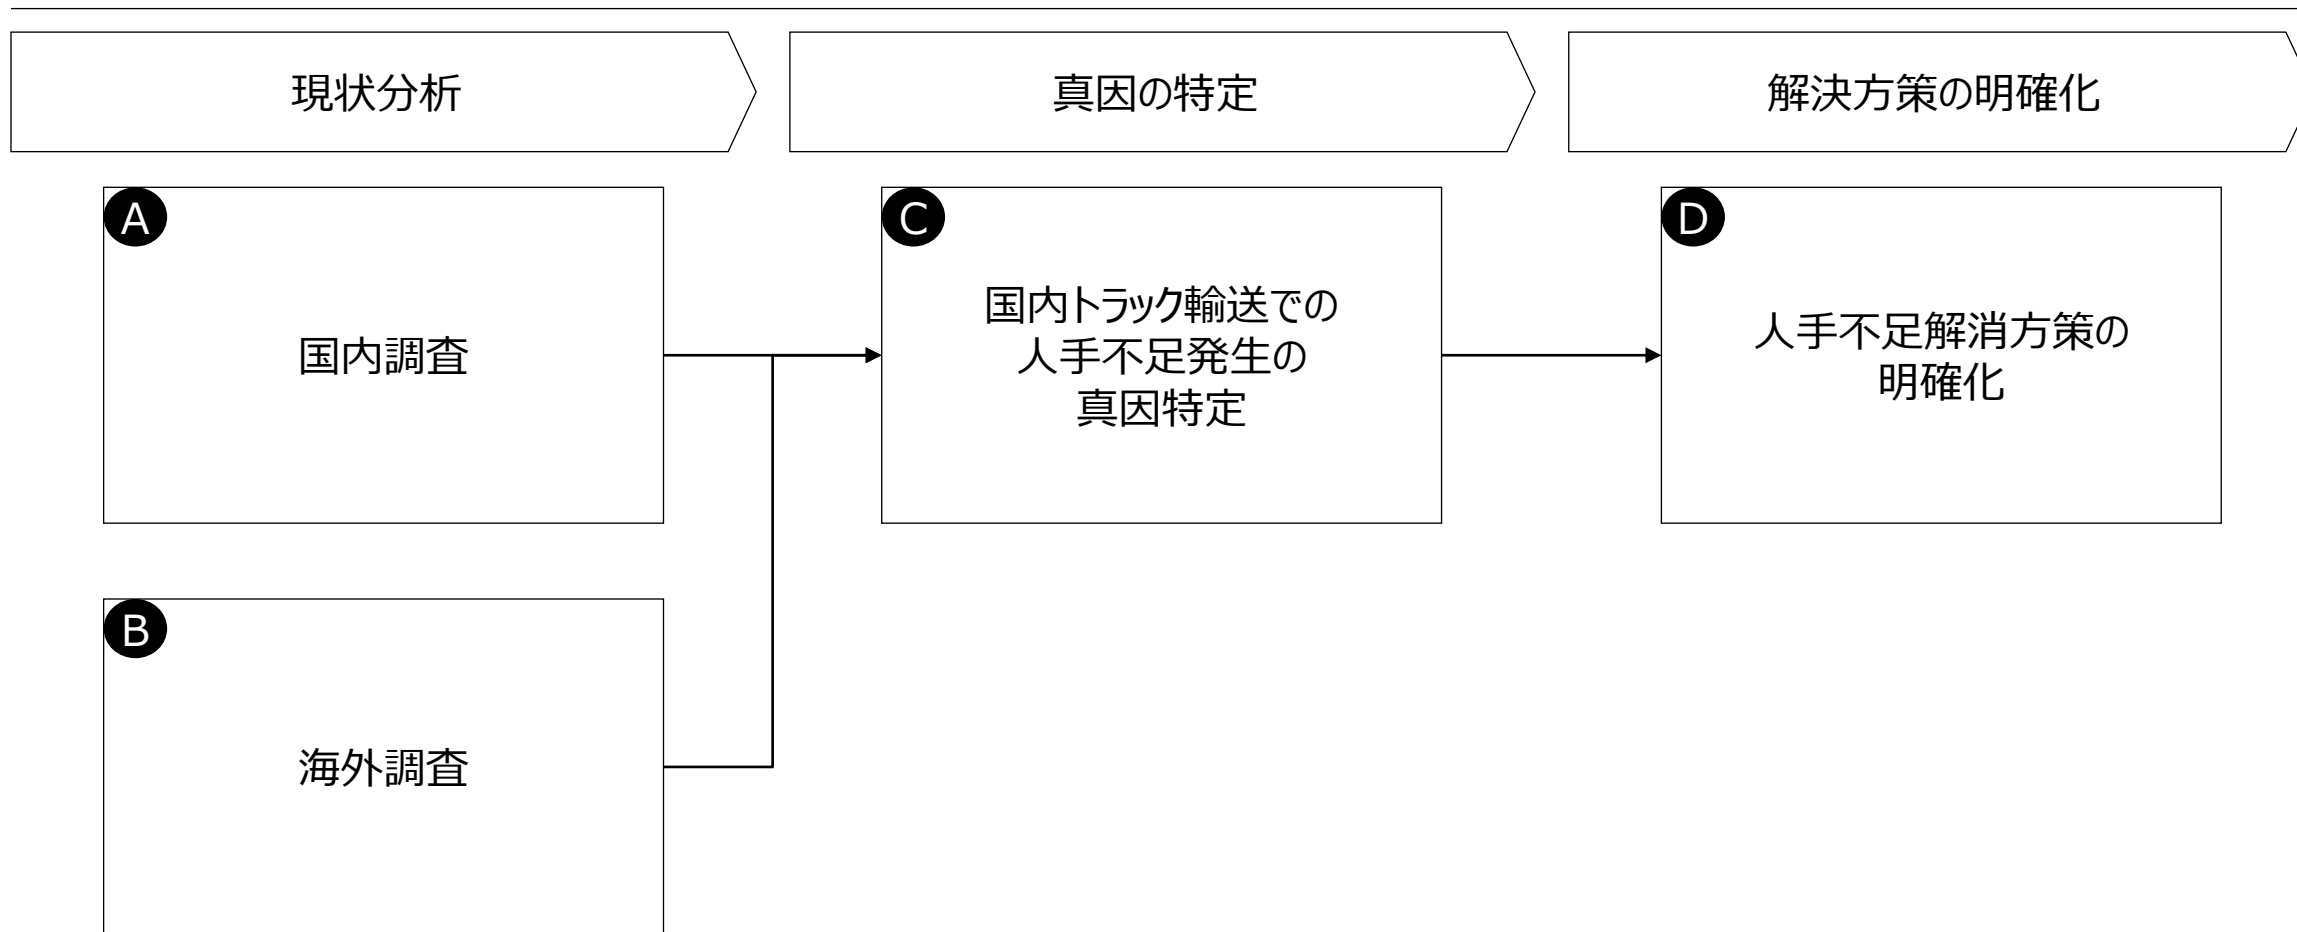 現状分析
真因の特定
解決方策の明確化
A
国内調査
C
国内トラック輸送での
人手不足発生の
真因特定
D
人手不足解消方策の
明確化
B
海外調査